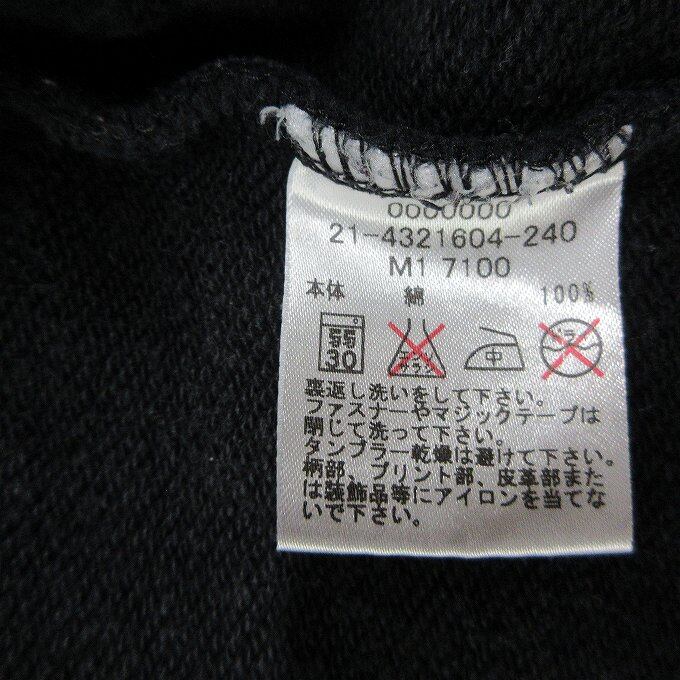 0000000
21-4321604-240
M1 7100
本体 綿 100%
弱 30 エンソサラシ 中 ドライ
裏返し洗いをして下さい。
ファスナーやマジックテープは
閉じて洗って下さい。
タンブラー乾燥は避けて下さい。
柄部、プリント部、皮革部また
は装飾品等にアイロンを当てな
いで下さい。